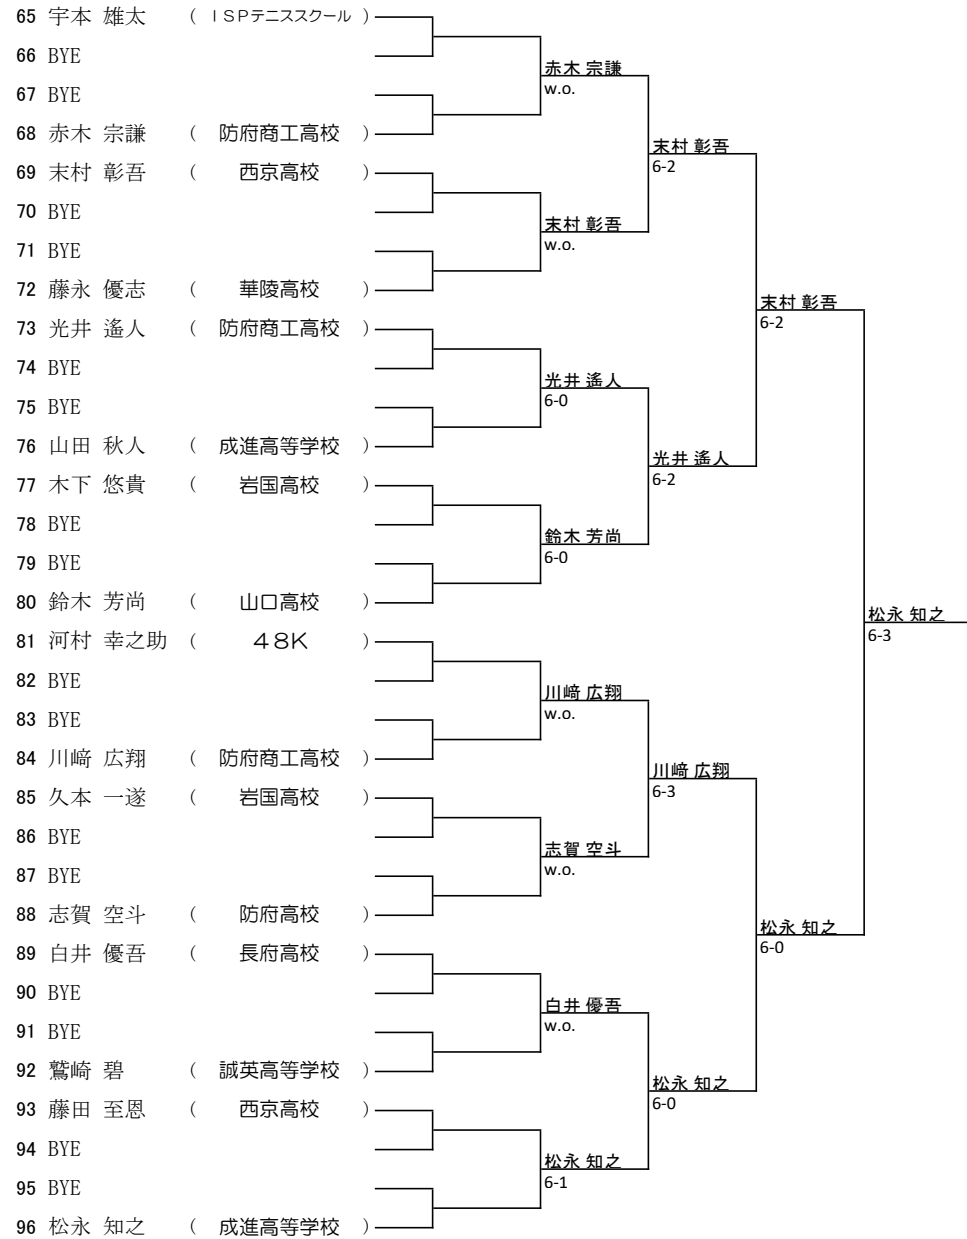 65 宇本 雄太 ( ISPテニススクール )
66 BYE
67 BYE
68 赤木 宗謙 ( 防府商工高校 )
69 末村 彰吾 ( 西京高校 )
70 BYE
71 BYE
72 藤永 優志 ( 華陵高校 )
73 光井 遙人 ( 防府商工高校 )
74 BYE
75 BYE
76 山田 秋人 ( 成進高等学校 )
77 木下 悠貴 ( 岩国高校 )
78 BYE
79 BYE
80 鈴木 芳尚 ( 山口高校 )
81 河村 幸之助 ( 48K )
82 BYE
83 BYE
84 川﨑 広翔 ( 防府商工高校 )
85 久本 一遂 ( 岩国高校 )
86 BYE
87 BYE
88 志賀 空斗 ( 防府高校 )
89 白井 優吾 ( 長府高校 )
90 BYE
91 BYE
92 鷲崎 碧 ( 誠英高等学校 )
93 藤田 至恩 ( 西京高校 )
94 BYE
95 BYE
96 松永 知之 ( 成進高等学校 )
赤木 宗謙
w.o.
末村 彰吾
w.o.
光井 遙人
6-0
鈴木 芳尚
6-0
川﨑 広翔
w.o.
志賀 空斗
w.o.
白井 優吾
w.o.
松永 知之
6-1
末村 彰吾
6-2
光井 遙人
6-2
川﨑 広翔
6-3
松永 知之
6-0
末村 彰吾
6-2
松永 知之
6-0
松永 知之
6-3